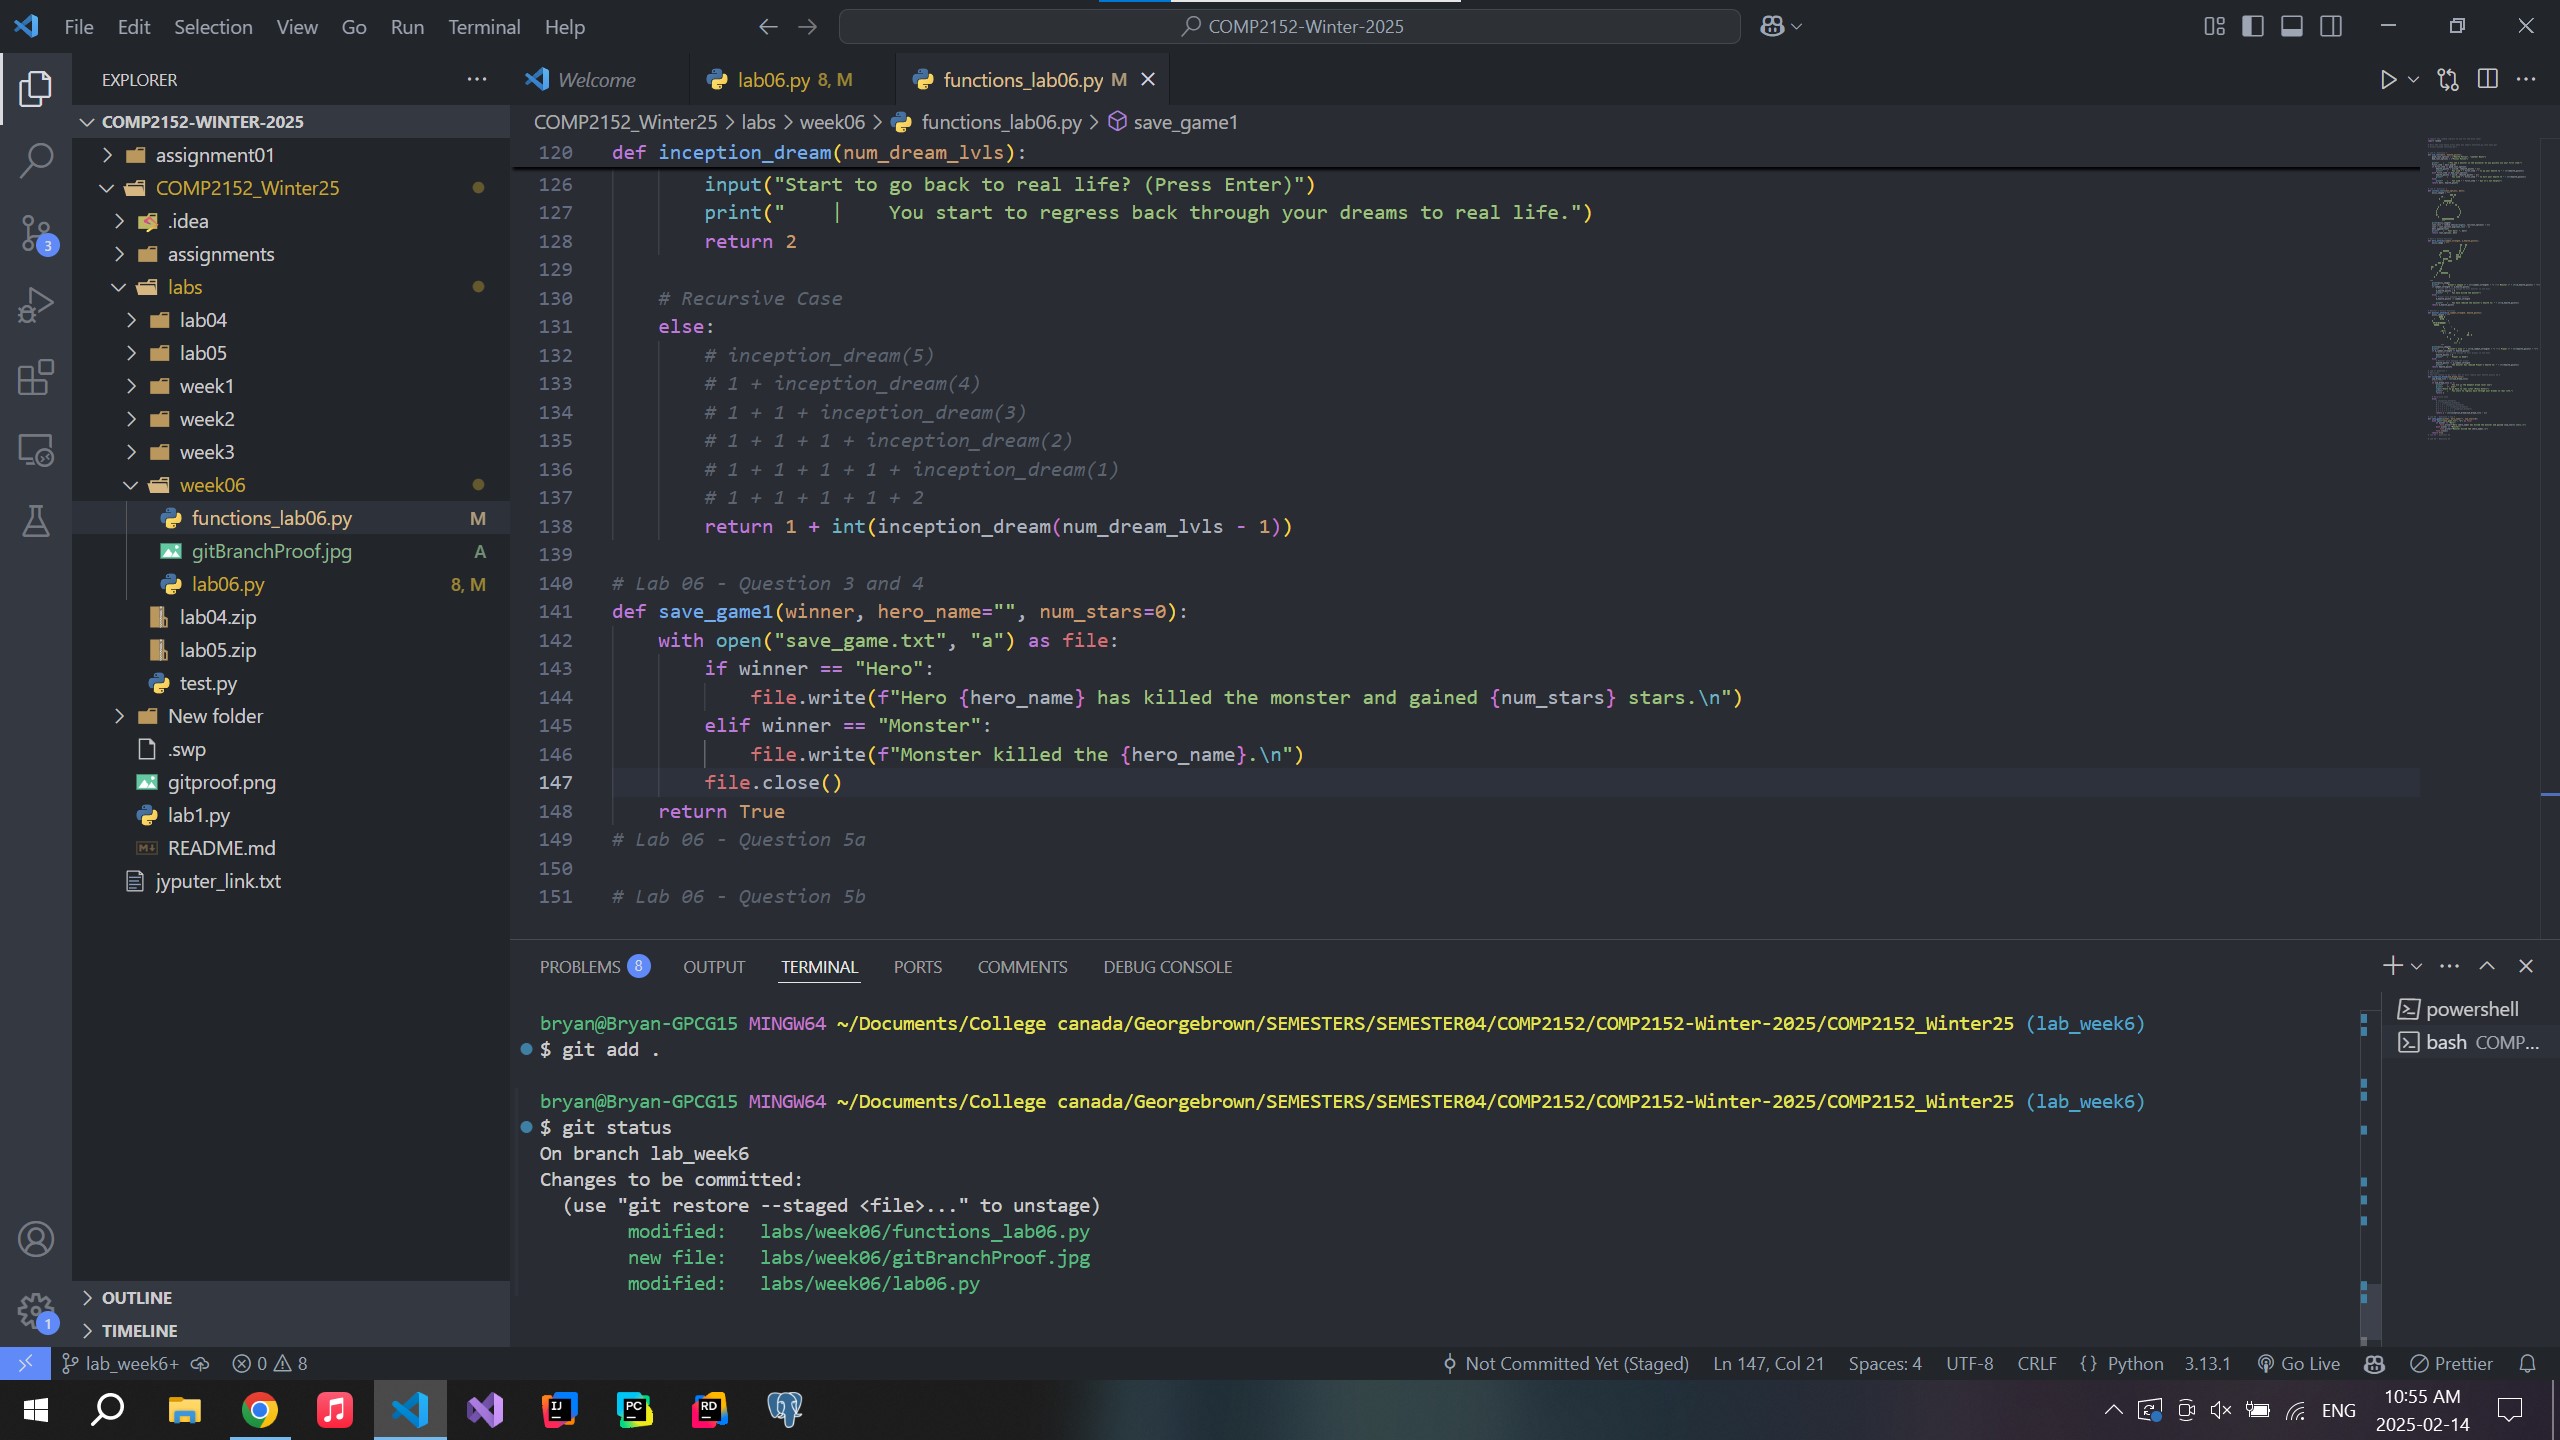 File Edit Selection View Go Run Terminal Help
COMP2152-Winter-2025
EXPLORER
Welcome
lab06.py 8, M
functions_lab06.py M
COMP2152-WINTER-2025
assignment01
COMP2152_Winter25
.idea
assignments
labs
lab04
lab05
week1
week2
week3
week06
functions_lab06.py M
gitBranchProof.jpg A
lab06.py 8, M
lab04.zip
lab05.zip
test.py
New folder
.swp
gitproof.png
lab1.py
README.md
jyputer_link.txt
OUTLINE
TIMELINE
3
1
COMP2152_Winter25 > labs > week06 > functions_lab06.py > save_game1
120 def inception_dream(num_dream_lvls):
126 input("Start to go back to real life? (Press Enter)")
127 print("    |    You start to regress back through your dreams to real life.")
128 return 2
129
130 # Recursive Case
131 else:
132 # inception_dream(5)
133 # 1 + inception_dream(4)
134 # 1 + 1 + inception_dream(3)
135 # 1 + 1 + 1 + inception_dream(2)
136 # 1 + 1 + 1 + 1 + inception_dream(1)
137 # 1 + 1 + 1 + 1 + 2
138 return 1 + int(inception_dream(num_dream_lvls - 1))
139
140 # Lab 06 - Question 3 and 4
141 def save_game1(winner, hero_name="", num_stars=0):
142 with open("save_game.txt", "a") as file:
143 if winner == "Hero":
144 file.write(f"Hero {hero_name} has killed the monster and gained {num_stars} stars.\n")
145 elif winner == "Monster":
146 file.write(f"Monster killed the {hero_name}.\n")
147 file.close()
148 return True
149 # Lab 06 - Question 5a
150
151 # Lab 06 - Question 5b
PROBLEMS 8 OUTPUT TERMINAL PORTS COMMENTS DEBUG CONSOLE
bryan@Bryan-GPCG15 MINGW64 ~/Documents/College canada/Georgebrown/SEMESTERS/SEMESTER04/COMP2152/COMP2152-Winter-2025/COMP2152_Winter25 (lab_week6)
$ git add .
bryan@Bryan-GPCG15 MINGW64 ~/Documents/College canada/Georgebrown/SEMESTERS/SEMESTER04/COMP2152/COMP2152-Winter-2025/COMP2152_Winter25 (lab_week6)
$ git status
On branch lab_week6
Changes to be committed:
(use "git restore --staged <file>..." to unstage)
modified:   labs/week06/functions_lab06.py
new file:   labs/week06/gitBranchProof.jpg
modified:   labs/week06/lab06.py
powershell
bash COMP...
lab_week6+ 0 8 Not Committed Yet (Staged) Ln 147, Col 21 Spaces: 4 UTF-8 CRLF {} Python 3.13.1 Go Live Prettier
IJ PC RD
ENG
10:55 AM
2025-02-14